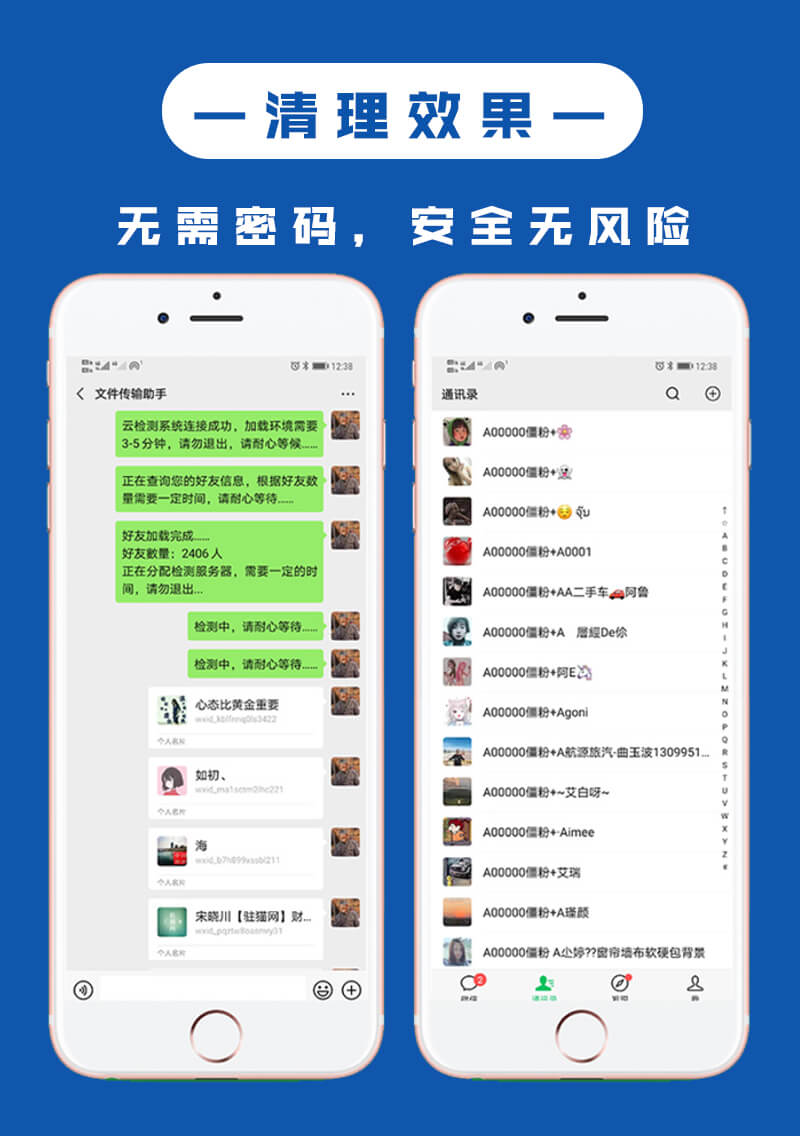 清理效果
无需密码，安全无风险
12:38
文件传输助手
云检测系统连接成功，加载环境需要
3-5分钟，请勿退出，请耐心等候......
正在查询您的好友信息，根据好友数
量需要一定时间，请耐心等待......
好友加载完成......
好友數量：2406人
正在分配检测服务器，需要一定的时
间，请勿退出...
检测中，请耐心等待......
检测中，请耐心等待......
心态比黄金重要
个人名片
如初、
个人名片
海
个人名片
宋晓川【驻猫网】财...
个人名片
12:38
通讯录
A00000僵粉+🌸
A00000僵粉+👻
A00000僵粉+😌 จุ๊บ
A00000僵粉+A0001
A00000僵粉+AA二手车🚗阿鲁
A00000僵粉+A 層經De伱
A00000僵粉+阿E🦄
A00000僵粉+Agoni
A00000僵粉+A航源旅汽-曲玉波1309951...
A00000僵粉+~艾白呀~
A00000僵粉+·Aimee
A00000僵粉+艾瑞
A00000僵粉+A瑾颜
A00000僵粉 A尘婷??窗帘墙布软硬包背景
↑
☆
A
B
C
D
E
F
G
H
I
J
K
L
M
N
O
P
Q
R
S
T
U
V
W
X
Y
Z
#
2